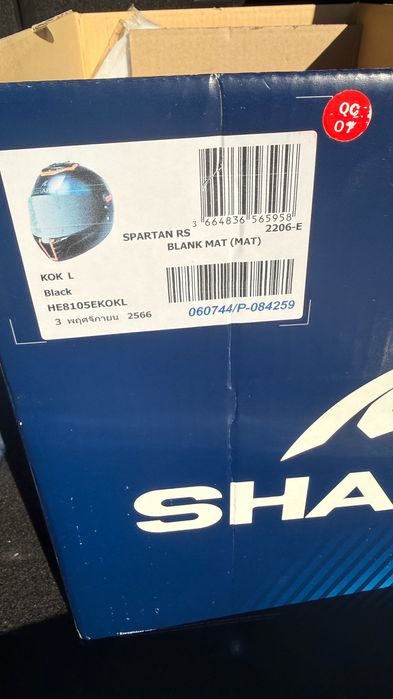 QC
07
3 664836 565958
SPARTAN RS
2206-E
BLANK MAT (MAT)
KOK L
Black
HE8105EKOKL
3 พฤศจิกายน 2566
060744/P-084259
SHA